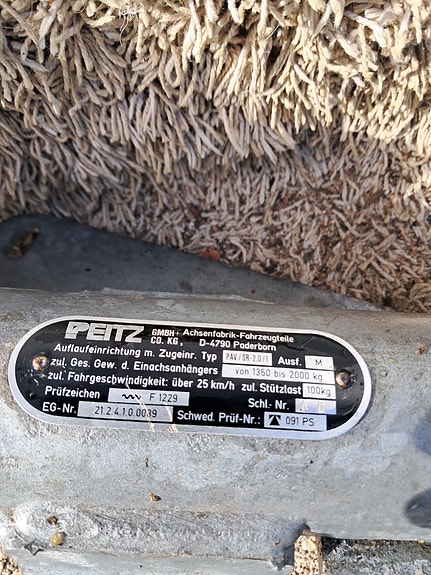 PEITZ GMBH+ Achsenfabrik-Fahrzeugteile
CO. KG, D-4790 Paderborn
Auflaufeinrichtung m. Zugeinr. Typ PAV/SR-2,0/1 Ausf. M
zul. Ges. Gew. d. Einachsanhängers von 1350 bis 2000 kg
zul. Fahrgeschwindigkeit: über 25 km/h zul. Stützlast 100kg
Prüfzeichen F 1229 Schl.-Nr.
EG-Nr. 21.2.4.1.0.0039 Schwed. Prüf-Nr.: 091 PS